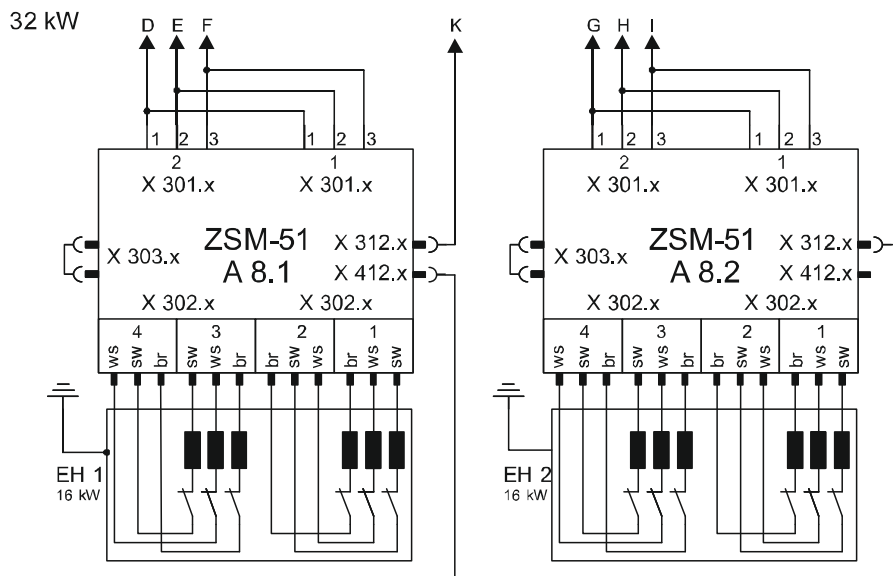 32 kW
D E F K G H I
1 2 3 1 2 3 1 2 3 1 2 3
2 1 2 1
X 301.x X 301.x X 301.x X 301.x
ZSM-51 X 312.x ZSM-51 X 312.x
X 303.x X 303.x
A 8.1 X 412.x A 8.2 X 412.x
X 302.x X 302.x X 302.x X 302.x
4 3 2 1 4 3 2 1
ws sw br sw ws br br sw ws br ws sw ws sw br sw ws br br sw ws br ws sw
EH 1 EH 2
16 kW 16 kW